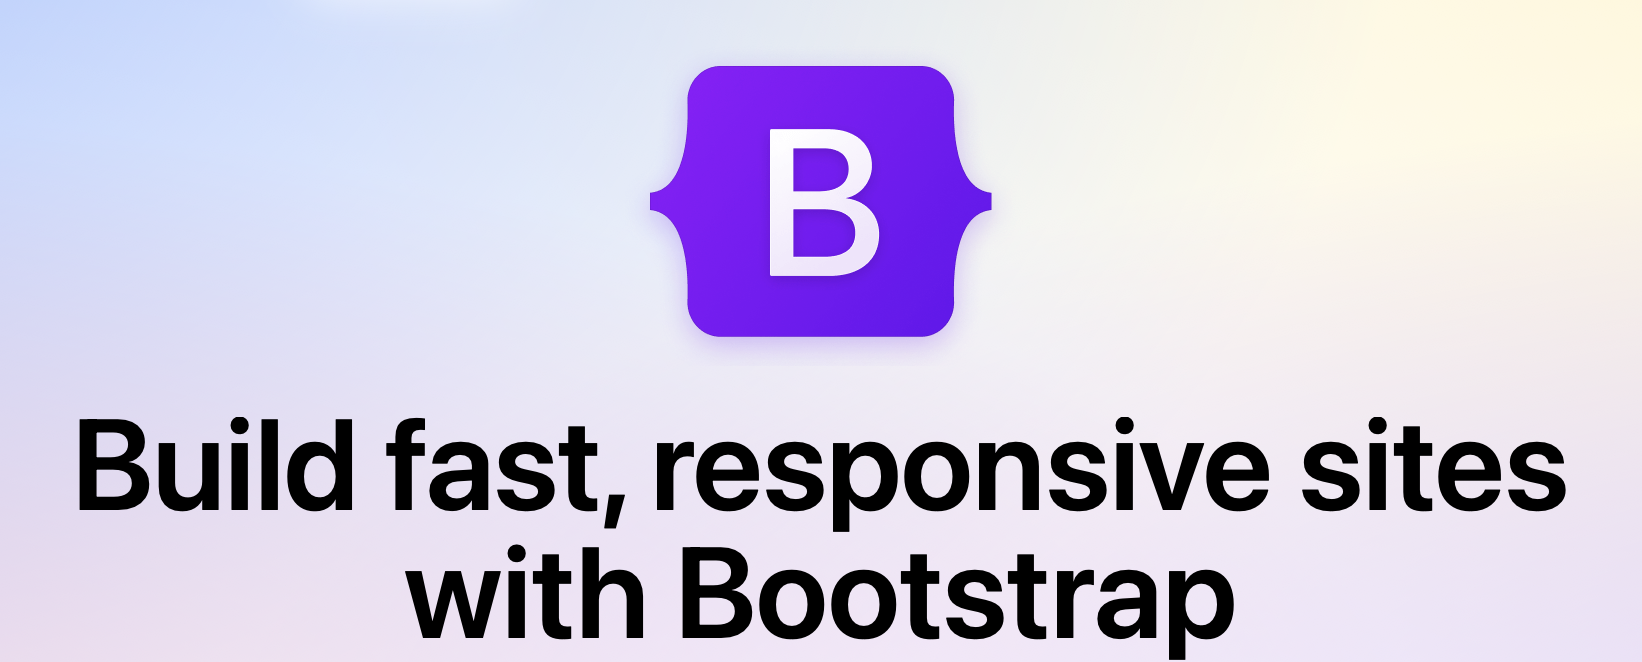 B
Build fast, responsive sites
with Bootstrap